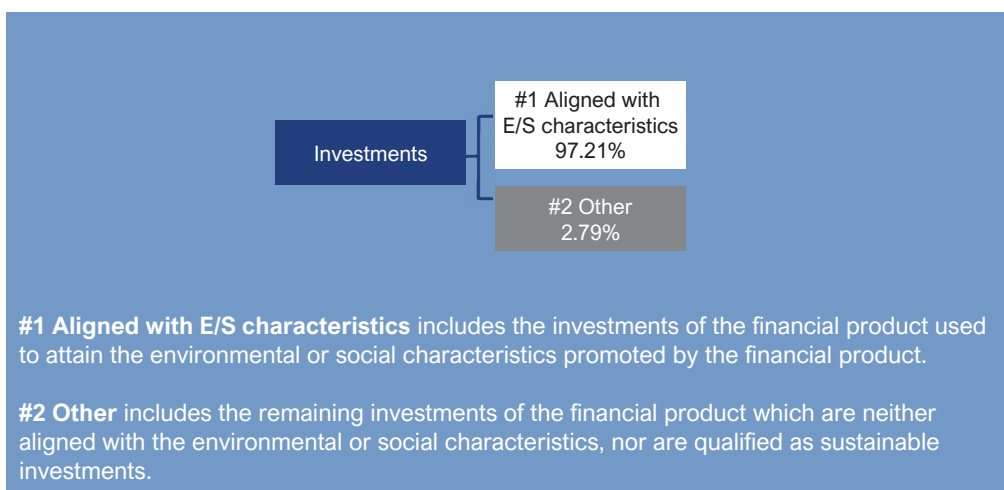 #1 Aligned with
E/S characteristics
97.21%
Investments
#2 Other
2.79%
#1 Aligned with E/S characteristics includes the investments of the financial product used
to attain the environmental or social characteristics promoted by the financial product.
#2 Other includes the remaining investments of the financial product which are neither
aligned with the environmental or social characteristics, nor are qualified as sustainable
investments.